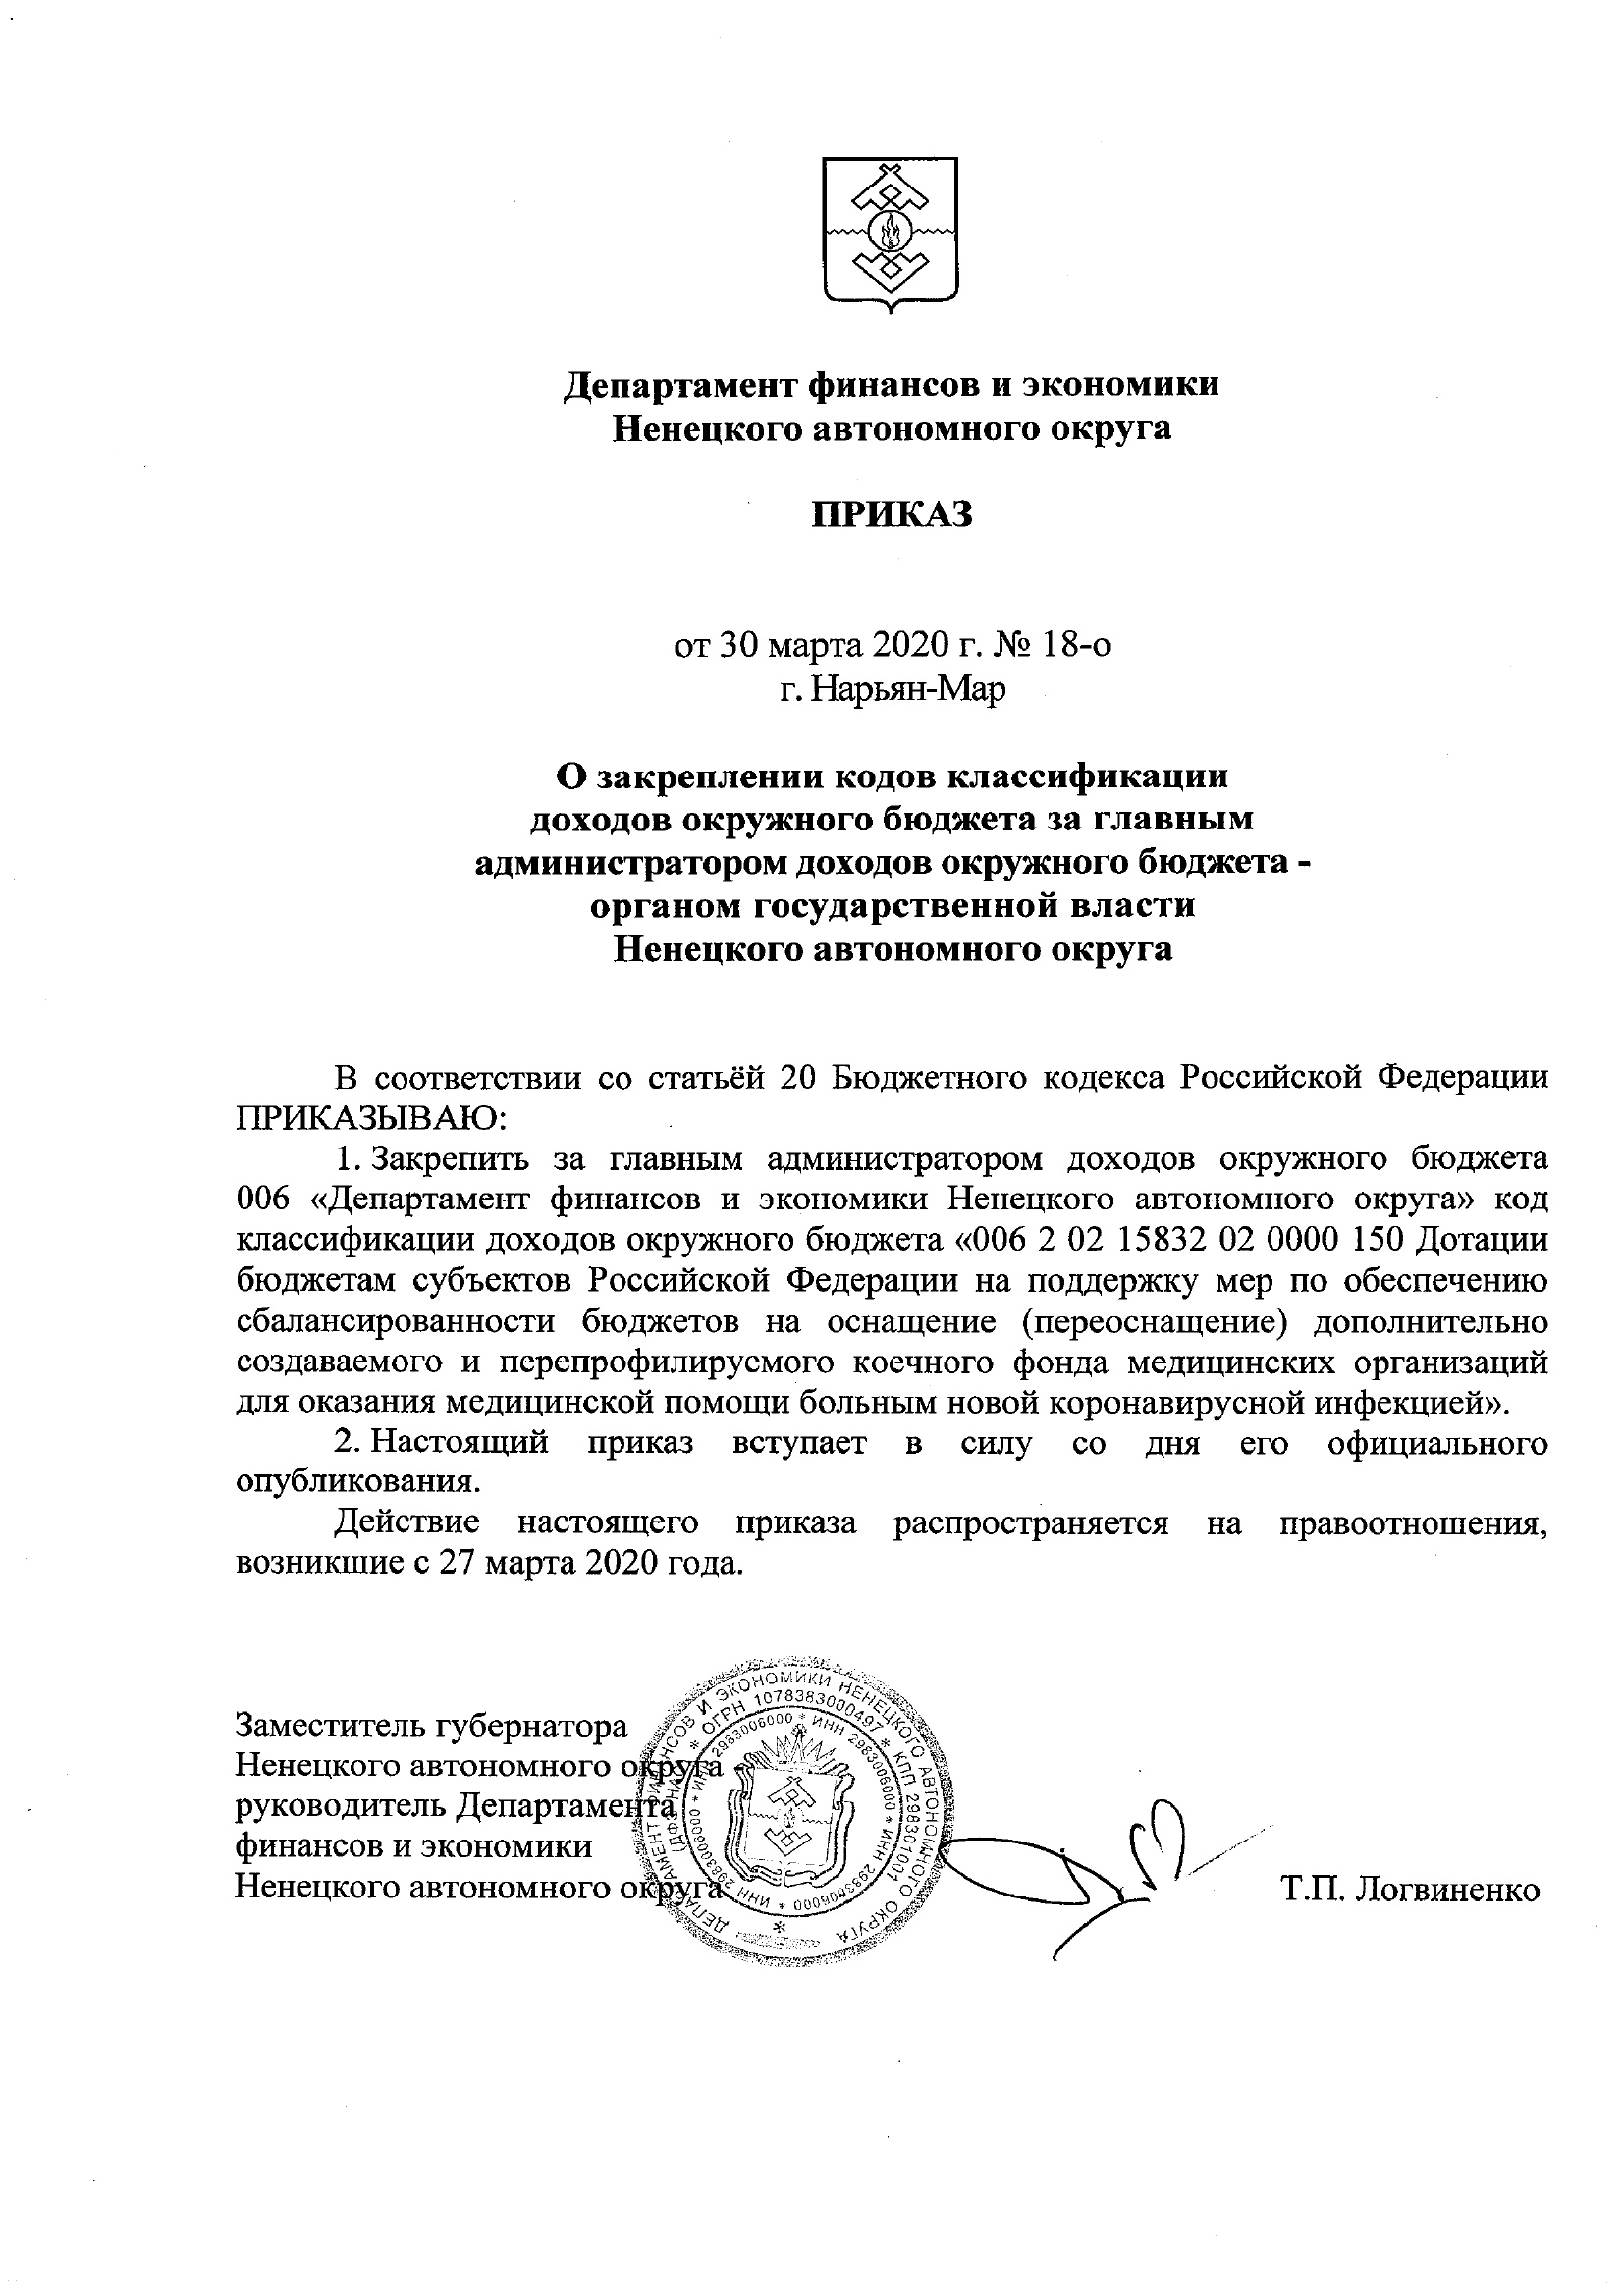 Департамент финансов и экономики
Ненецкого автономного округа
ПРИКАЗ
от 30 марта 2020 г. № 18-о
г. Нарьян-Мар
О закреплении кодов классификации
доходов окружного бюджета за главным
администратором доходов окружного бюджета -
органом государственной власти
Ненецкого автономного округа
В соответствии со статьёй 20 Бюджетного кодекса Российской Федерации
ПРИКАЗЫВАЮ:
1. Закрепить за главным администратором доходов окружного бюджета
006 «Департамент финансов и экономики Ненецкого автономного округа» код
классификации доходов окружного бюджета «006 2 02 15832 02 0000 150 Дотации
бюджетам субъектов Российской Федерации на поддержку мер по обеспечению
сбалансированности бюджетов на оснащение (переоснащение) дополнительно
создаваемого и перепрофилируемого коечного фонда медицинских организаций
для оказания медицинской помощи больным новой коронавирусной инфекцией».
2. Настоящий приказ вступает в силу со дня его официального
опубликования.
Действие настоящего приказа распространяется на правоотношения,
возникшие с 27 марта 2020 года.
Заместитель губернатора
Ненецкого автономного округа -
руководитель Департамента
финансов и экономики
Ненецкого автономного округа
Т.П. Логвиненко
ДЕПАРТАМЕНТ ФИНАНСОВ И ЭКОНОМИКИ НЕНЕЦКОГО АВТОНОМНОГО ОКРУГА
(ДФЭ НАО) * ОГРН 1078383000497 * КПП 298301001
* ИНН 2983006000 * ИНН 2983006000 * ИНН 2983006000 * ИНН 2983006000